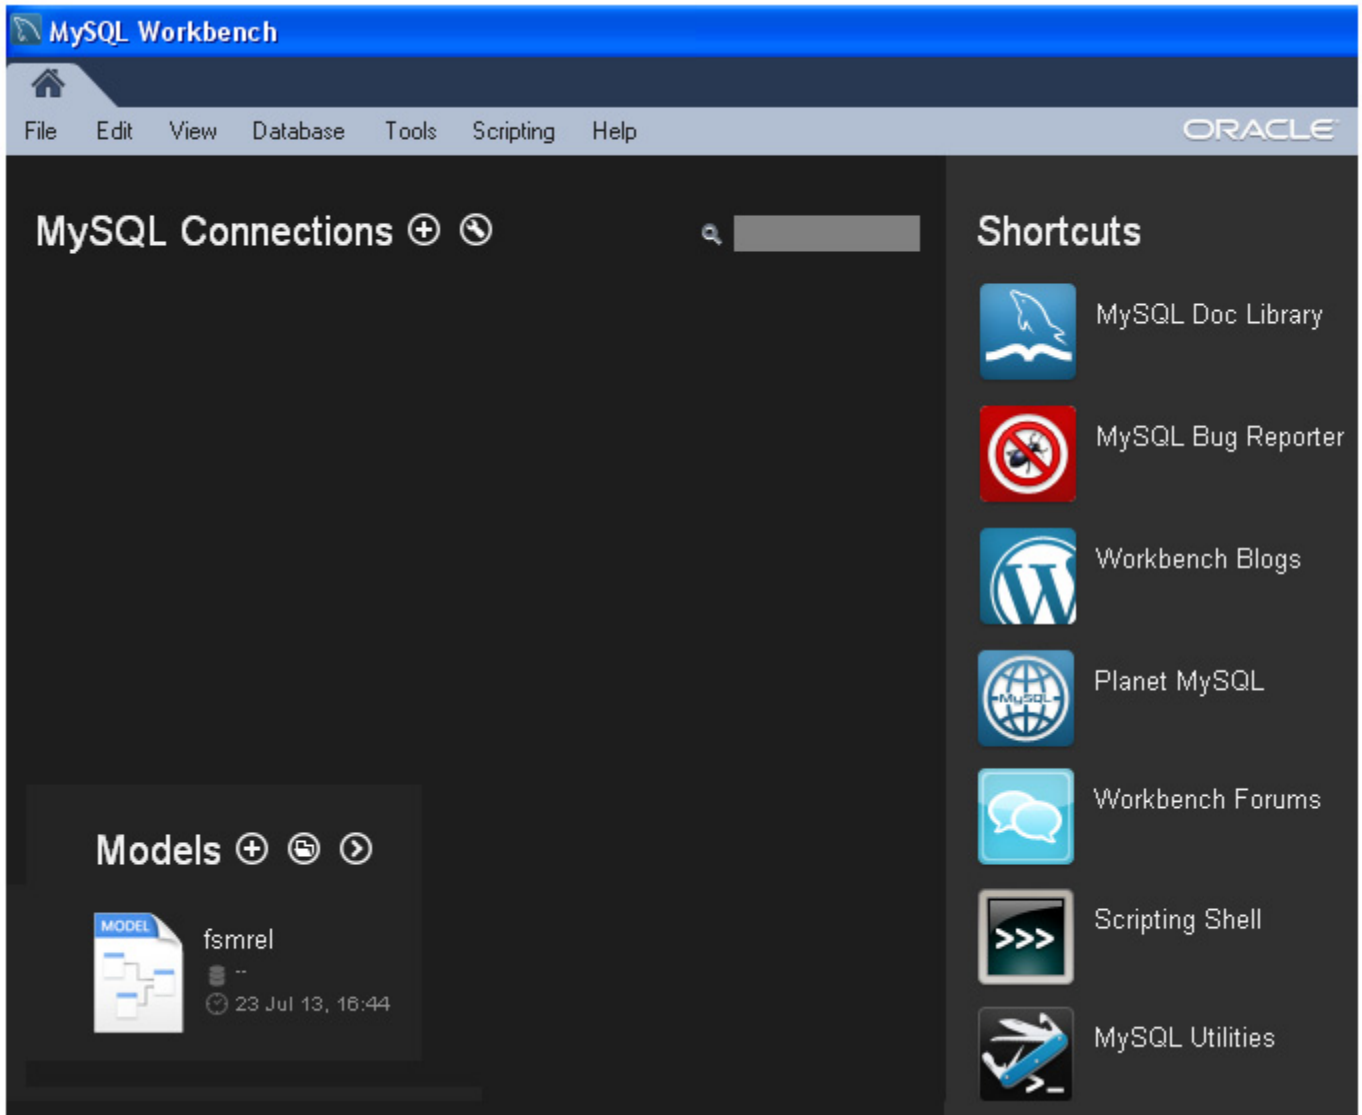 MySQL Workbench
File Edit View Database Tools Scripting Help
ORACLE
MySQL Connections
Shortcuts
MySQL Doc Library
MySQL Bug Reporter
Workbench Blogs
MySQL
Planet MySQL
Workbench Forums
>>>
Scripting Shell
>_
MySQL Utilities
Models
MODEL
fsmrel
--
23 Jul 13, 16:44